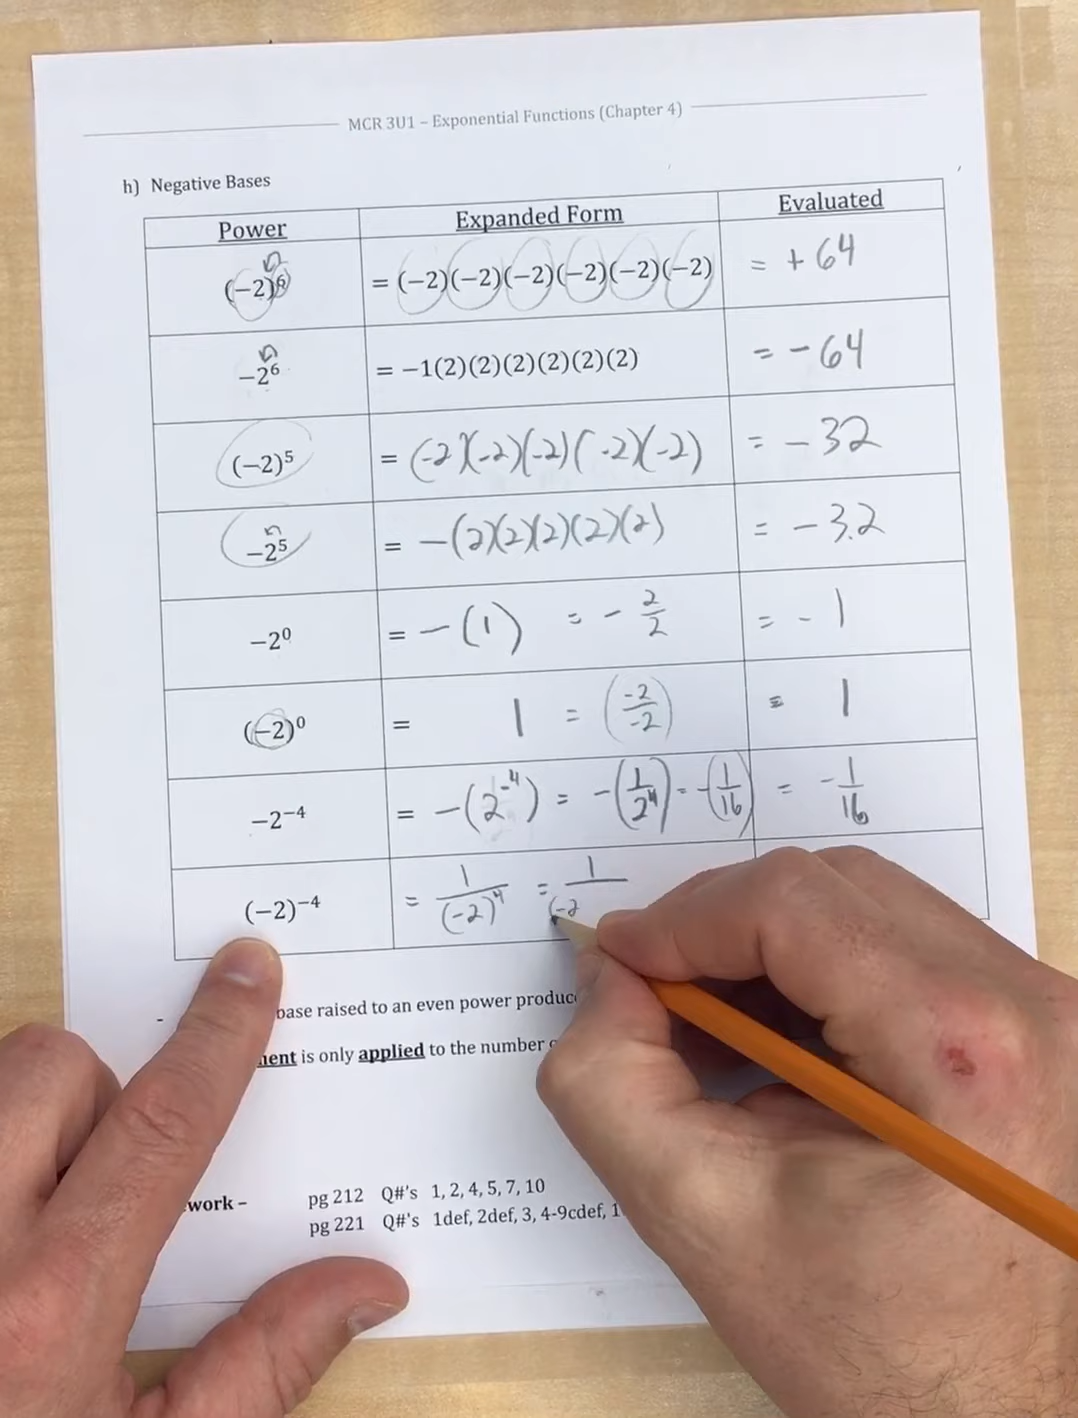 MCR 3U1 – Exponential Functions (Chapter 4)
h) Negative Bases
Power Expanded Form Evaluated
(−2)⁶ = (−2)(−2)(−2)(−2)(−2)(−2) = + 64
−2⁶ = −1(2)(2)(2)(2)(2)(2) = − 64
(−2)⁵ = (-2)(-2)(-2)(-2)(-2) = − 32
−2⁵ = −(2)(2)(2)(2)(2) = − 32
−2⁰ = −(1) = − 2/2 = - 1
(−2)⁰ = 1 = (-2/-2) = 1
−2⁻⁴ = −(2⁻⁴) = −(1/2⁴) = -(1/16) = -1/16
(−2)⁻⁴ = 1/(-2)⁴ = 1/(-2
- base raised to an even power
is only applied to the number
pg 212 Q#'s 1, 2, 4, 5, 7, 10
pg 221 Q#'s 1def, 2def, 3, 4-9cdef,